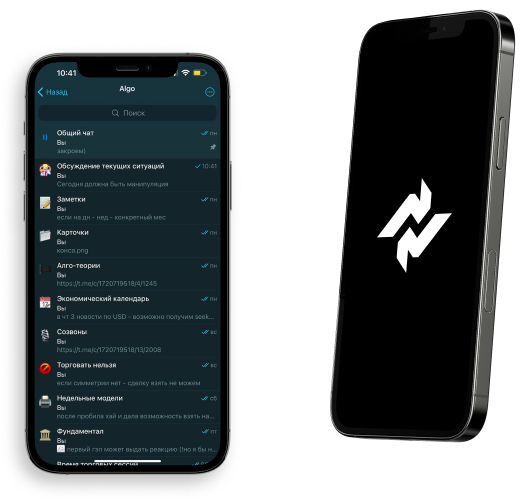 10:41
Назад
Algo
Поиск
Общий чат
пн
Вы
закроем)
Обсуждение текущих ситуаций
10:41
Вы
Сегодня должна быть манипуляция
Заметки
пн
Вы
если на дн - нед - конкретный мес
Карточки
пн
Вы
конса.png
Алго-теории
пн
Вы
https://t.me/c/1720719518/4/1245
Экономический календарь
пн
Вы
в чт 3 новости по USD - возможно получим seek...
Созвоны
вс
Вы
https://t.me/c/1720719518/13/2008
Торговать нельзя
вс
Вы
если симметрии нет - сделку взять не можем
Недельные модели
сб
Вы
после пробила хай и дала возможность взять на...
Фундаментал
пт
Вы
первый гэп может выдать реакцию (!но я бы н...
Время торговых сессий